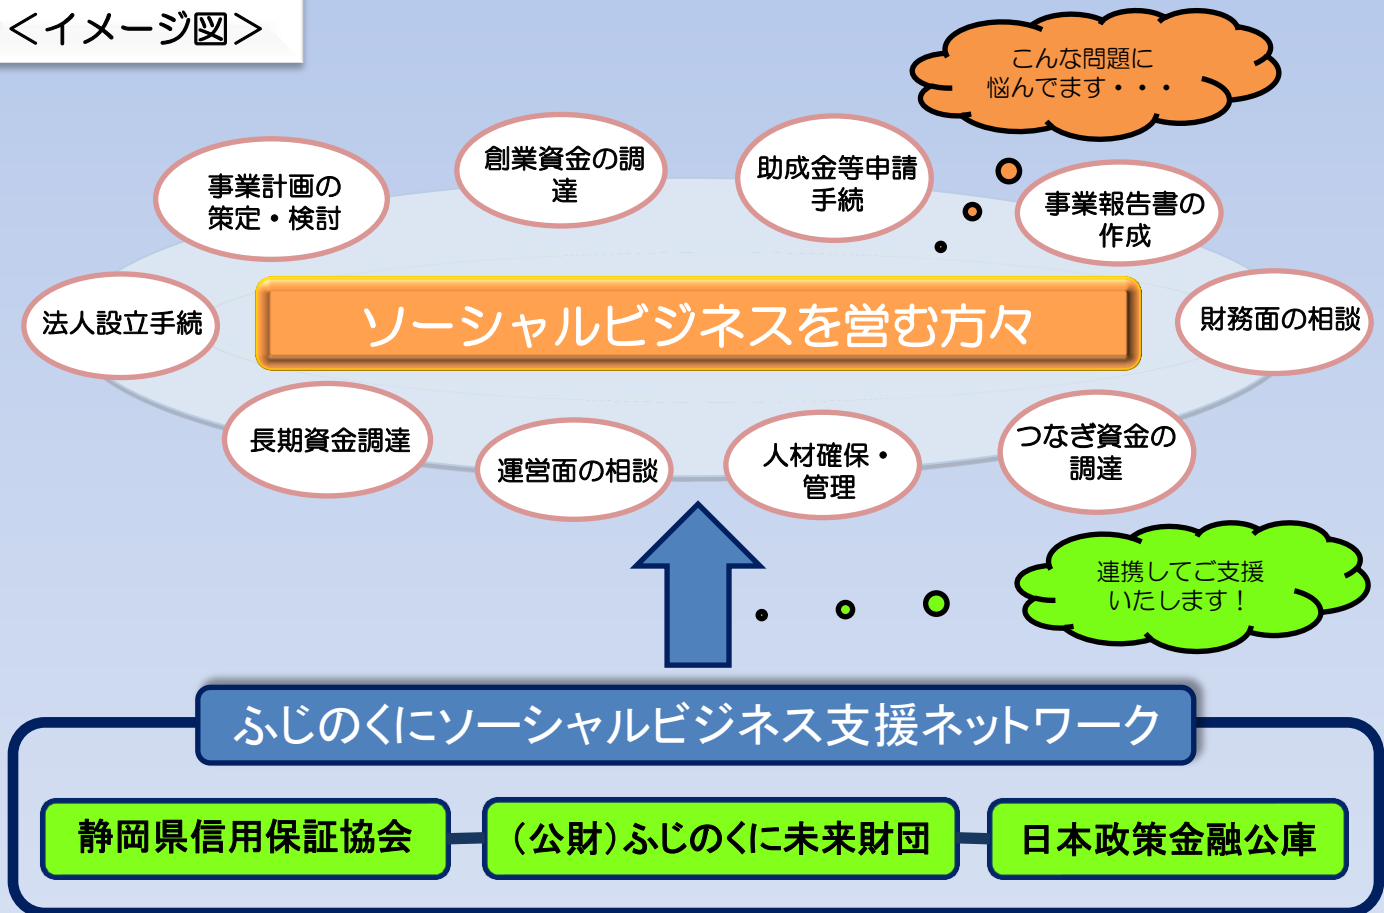 ＜イメージ図＞
こんな問題に
悩んでます・・・
創業資金の調
達
助成金等申請
手続
事業計画の
策定・検討
事業報告書の
作成
法人設立手続
ソーシャルビジネスを営む方々
財務面の相談
長期資金調達
運営面の相談
人材確保・
管理
つなぎ資金の
調達
連携してご支援
いたします！
ふじのくにソーシャルビジネス支援ネットワーク
静岡県信用保証協会
（公財）ふじのくに未来財団
日本政策金融公庫